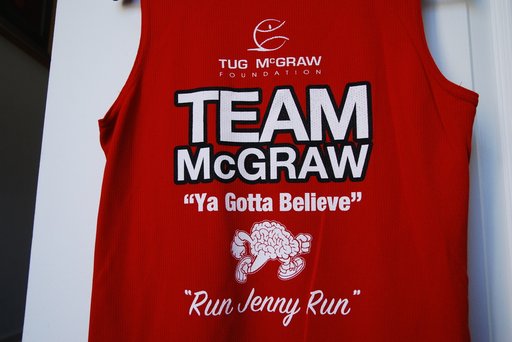 TUG McGRAW
FOUNDATION
TEAM
McGRAW
"Ya Gotta Believe"
"Run Jenny Run"